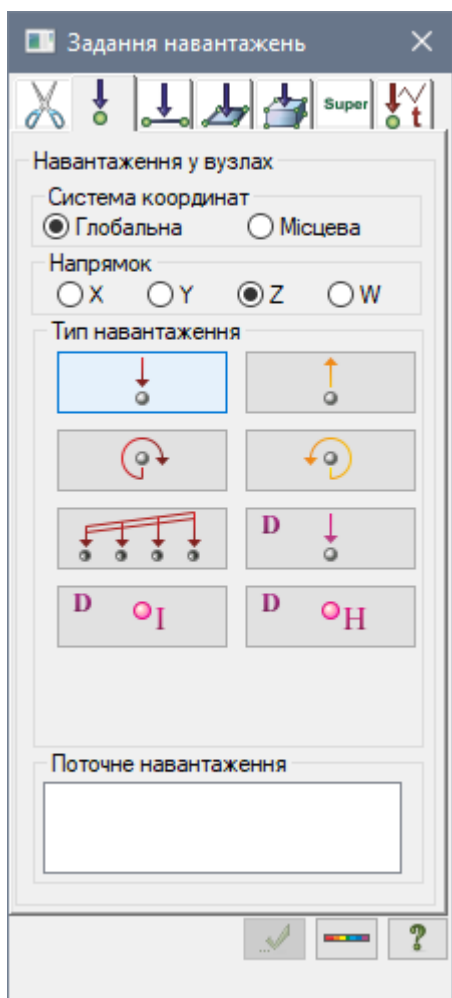 Задання навантажень
Super
t
Навантаження у вузлах
Система координат
Глобальна Місцева
Напрямок
X Y Z W
Тип навантаження
D
D I D H
Поточне навантаження
?